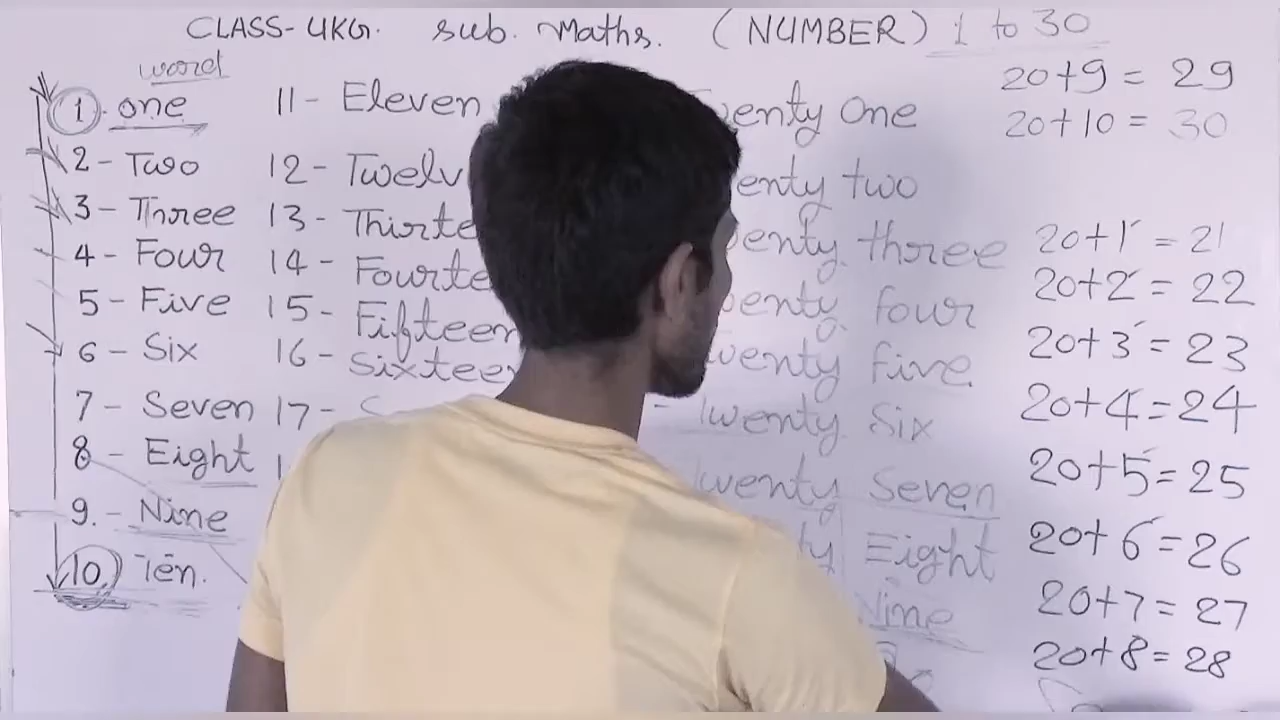 CLASS-UKG. sub. Maths. (NUMBER) 1 to 30
word
1. one
2 - Two
3 - Three
4 - Four
5 - Five
6 - Six
7 - Seven
8 - Eight
9. - Nine
10) Ten.
11 - Eleven
12 - Twelv
13 - Thirte
14 - Fourte
15 - Fifteen
16 - Sixteen
17 - S
wenty One
enty two
wenty three
wenty four
wenty five
- Twenty Six
Twenty Seven
ty Eight
Nine
20+9 = 29
20+10 = 30
20+1 = 21
20+2 = 22
20+3 = 23
20+4 = 24
20+5 = 25
20+6 = 26
20+7 = 27
20+8 = 28